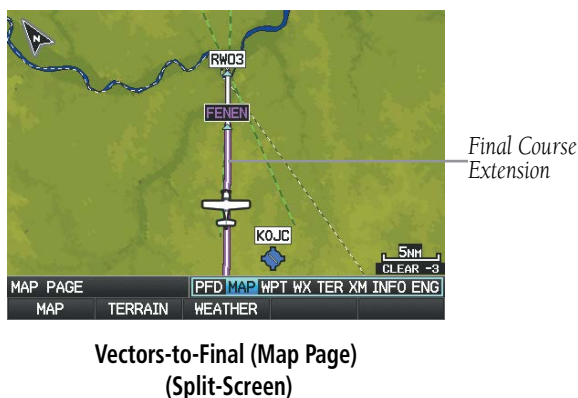 N
RW03
FENEN
Final Course
Extension
KOJC
5NM
CLEAR -3
MAP PAGE
PFD MAP WPT WX TER XM INFO ENG
MAP TERRAIN WEATHER
Vectors-to-Final (Map Page)
(Split-Screen)